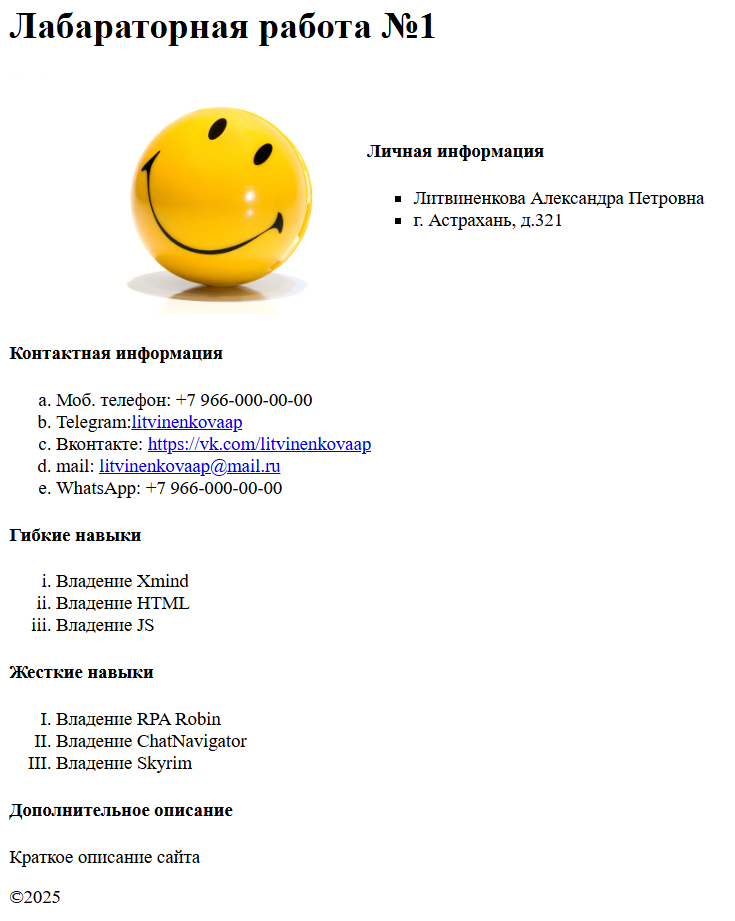 Лабараторная работа №1
Личная информация
▪ Литвиненкова Александра Петровна
▪ г. Астрахань, д.321
Контактная информация
a. Моб. телефон: +7 966-000-00-00
b. Telegram:litvinenkovaap
c. Вконтакте: https://vk.com/litvinenkovaap
d. mail: litvinenkovaap@mail.ru
e. WhatsApp: +7 966-000-00-00
Гибкие навыки
i. Владение Xmind
ii. Владение HTML
iii. Владение JS
Жесткие навыки
I. Владение RPA Robin
II. Владение ChatNavigator
III. Владение Skyrim
Дополнительное описание
Краткое описание сайта
©2025